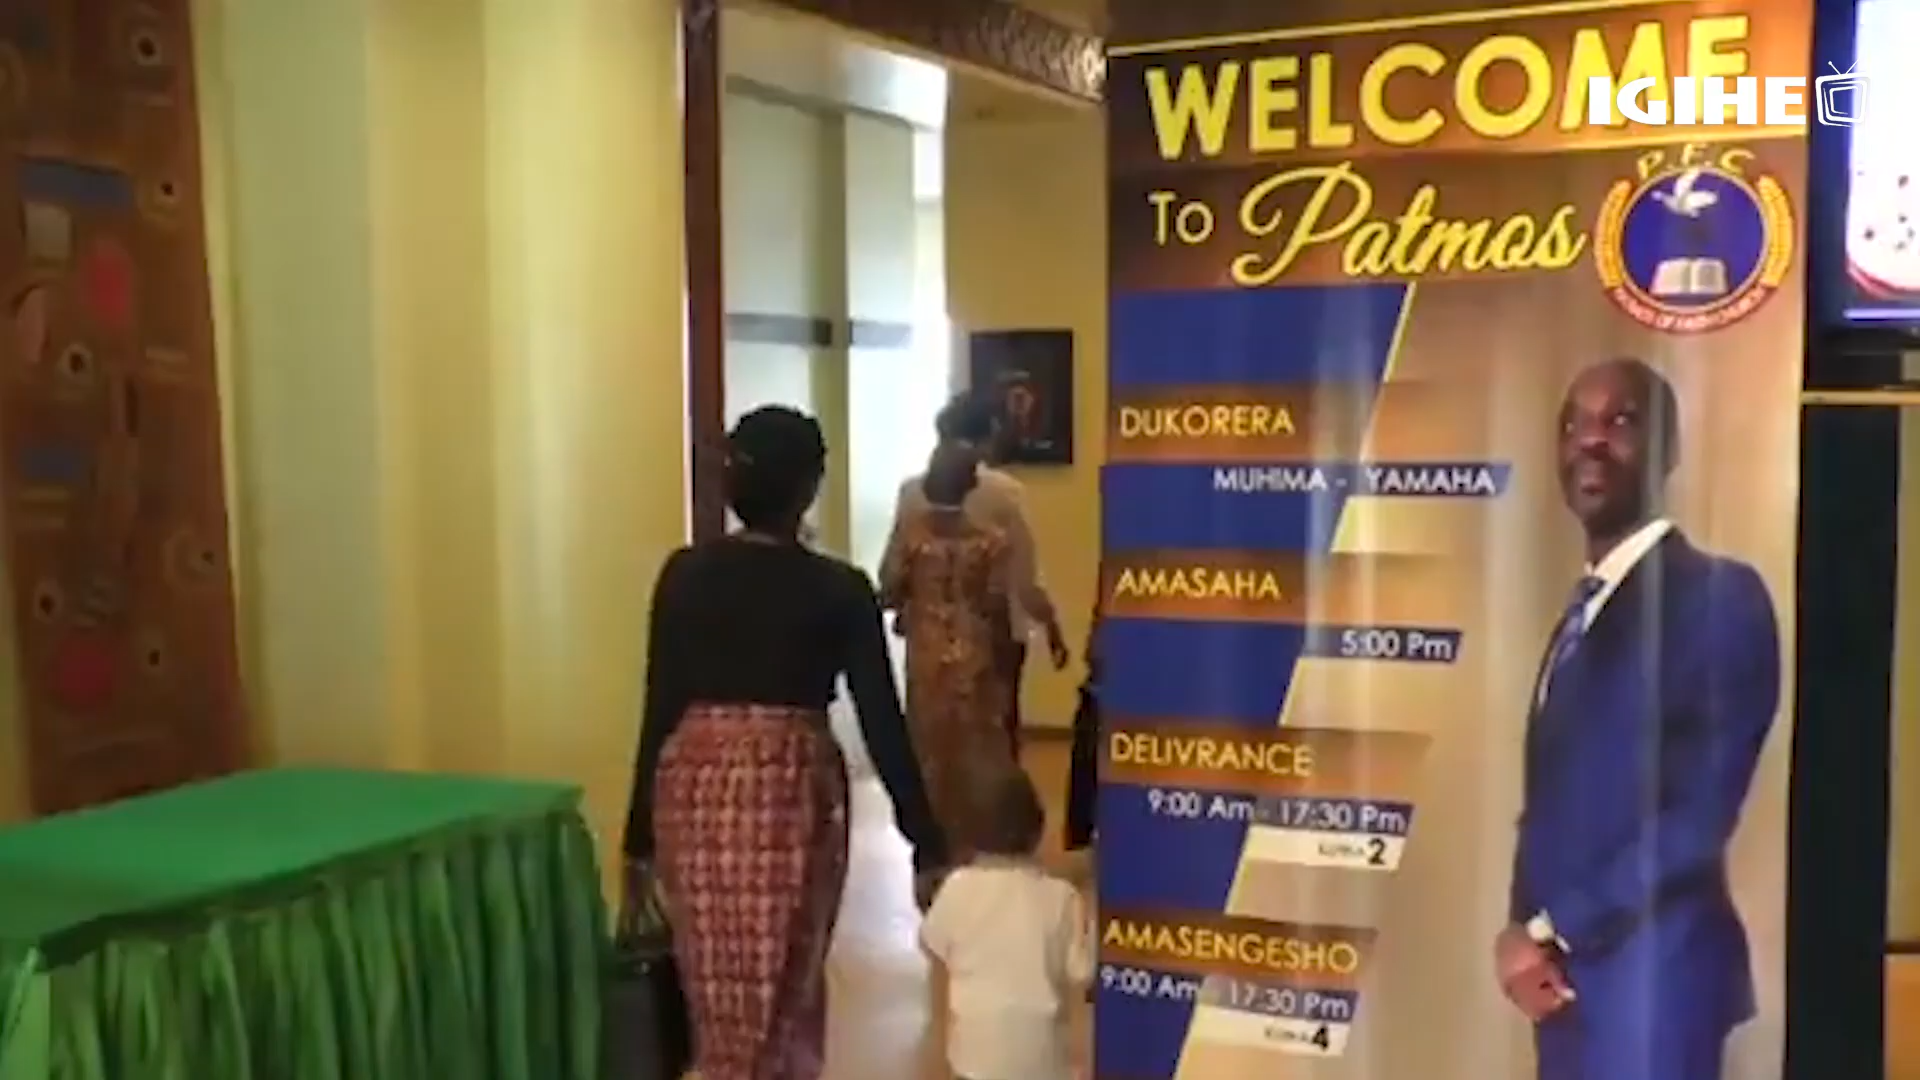 WELCOME
IGIHE
To Patmos
P.F.C
DUKORERA
MUHIMA - YAMAHA
AMASAHA
5:00 Pm
DELIVRANCE
9:00 Am - 17:30 Pm
2
AMASENGESHO
9:00 Am - 17:30 Pm
4